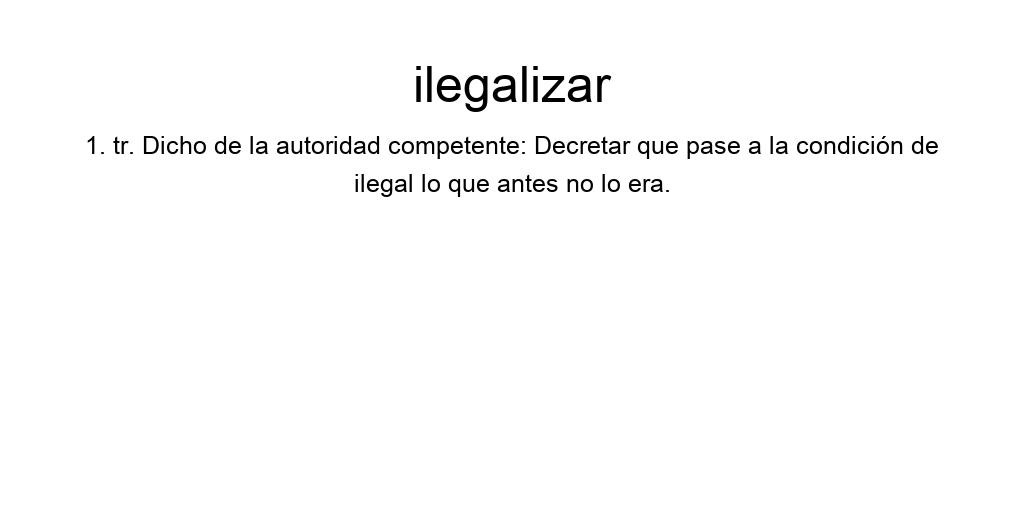 ilegalizar
1. tr. Dicho de la autoridad competente: Decretar que pase a la condición de
ilegal lo que antes no lo era.